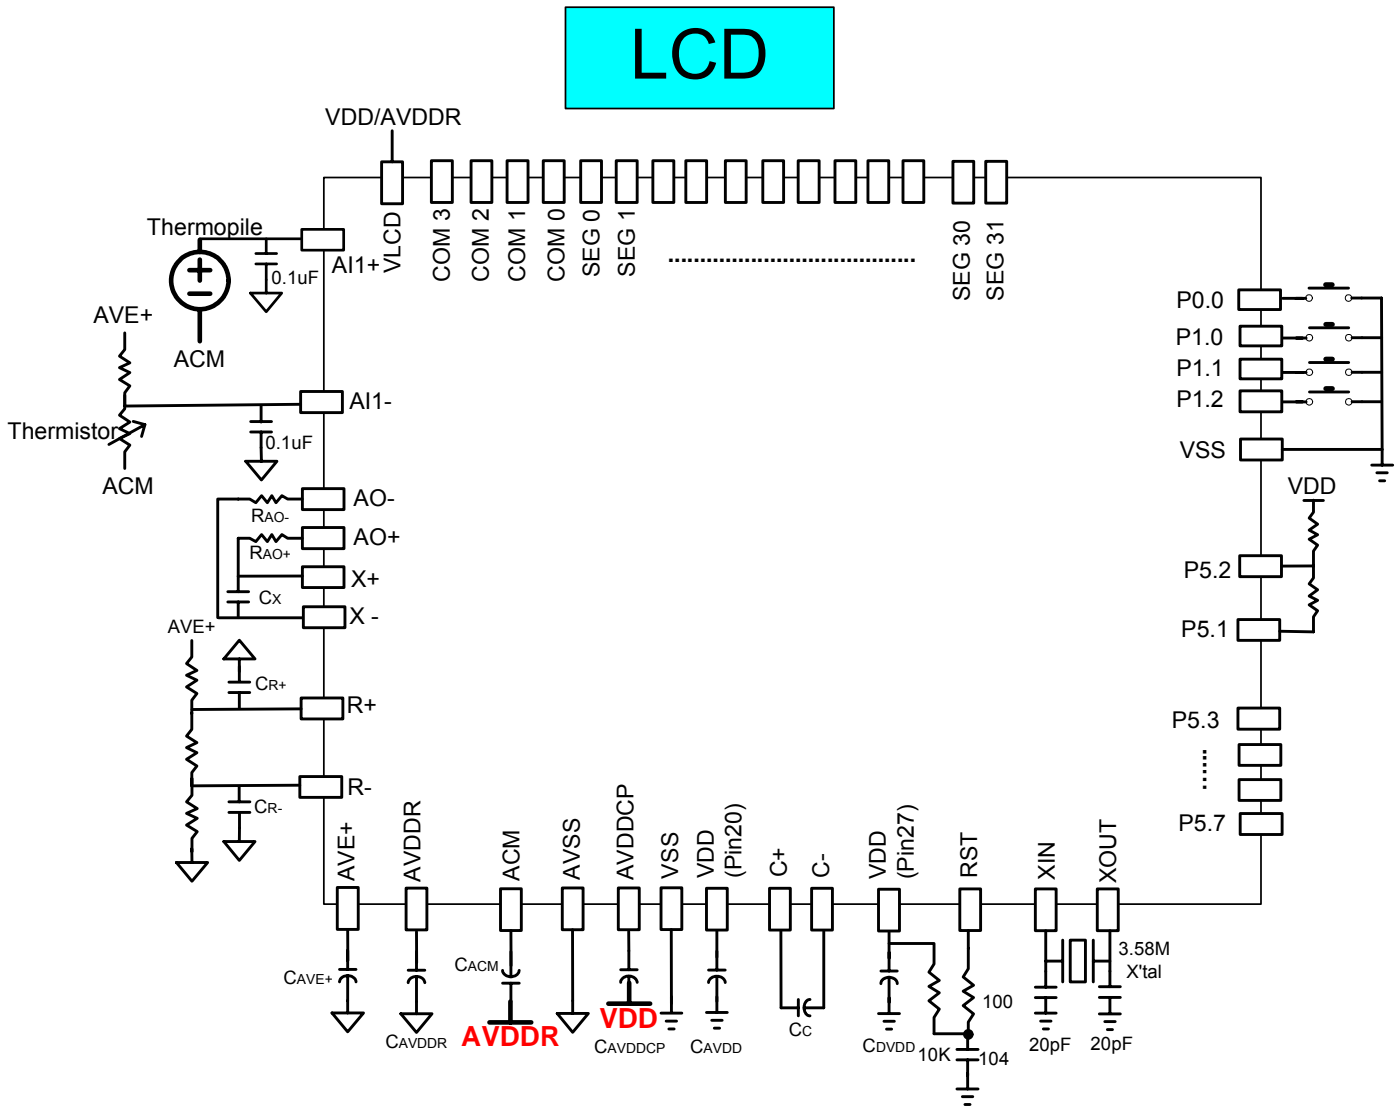 LCD
VDD/AVDDR
VLCD
COM 3
COM 2
COM 1
COM 0
SEG 0
SEG 1
SEG 30
SEG 31
Thermopile
AI1+
0.1uF
ACM
AVE+
AI1-
Thermistor
0.1uF
ACM
AO-
RAO-
AO+
RAO+
X+
CX
X -
AVE+
CR+
R+
R-
CR-
P0.0
P1.0
P1.1
P1.2
VSS
VDD
P5.2
P5.1
P5.3
P5.7
AVE+
AVDDR
ACM
AVSS
AVDDCP
VSS
VDD
(Pin20)
C+
C-
VDD
(Pin27)
RST
XIN
XOUT
CAVE+
CAVDDR
CACM
AVDDR
VDD
CAVDDCP
CAVDD
CC
CDVDD
10K
100
104
3.58M
X'tal
20pF
20pF